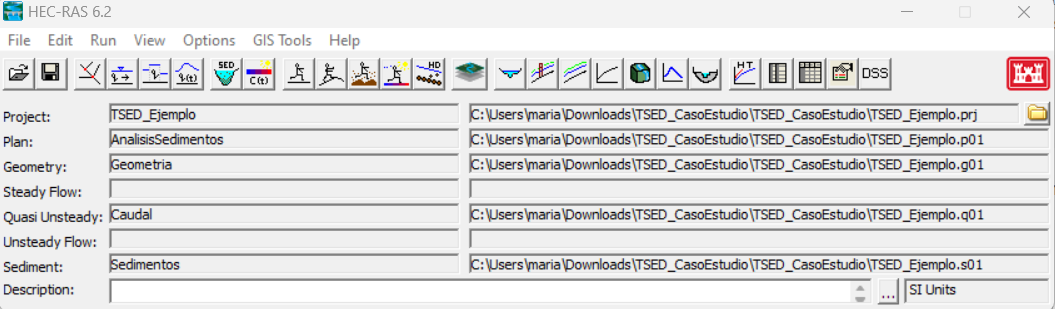 HEC-RAS 6.2
File Edit Run View Options GIS Tools Help
SED C(t) HD HT DSS
Project: TSED_Ejemplo C:\Users\maria\Downloads\TSED_CasoEstudio\TSED_CasoEstudio\TSED_Ejemplo.prj
Plan: AnalisisSedimentos C:\Users\maria\Downloads\TSED_CasoEstudio\TSED_CasoEstudio\TSED_Ejemplo.p01
Geometry: Geometria C:\Users\maria\Downloads\TSED_CasoEstudio\TSED_CasoEstudio\TSED_Ejemplo.g01
Steady Flow:
Quasi Unsteady: Caudal C:\Users\maria\Downloads\TSED_CasoEstudio\TSED_CasoEstudio\TSED_Ejemplo.q01
Unsteady Flow:
Sediment: Sedimentos C:\Users\maria\Downloads\TSED_CasoEstudio\TSED_CasoEstudio\TSED_Ejemplo.s01
Description: ... SI Units